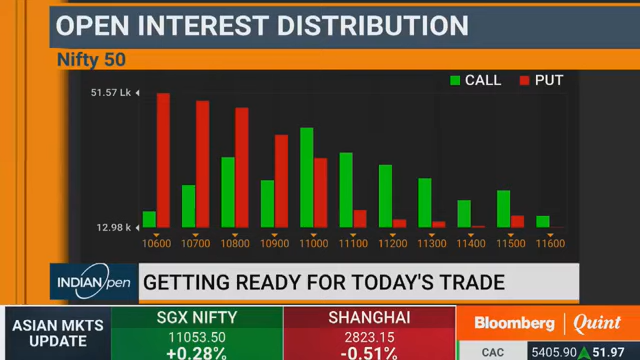 OPEN INTEREST DISTRIBUTION
Nifty 50
CALL PUT
51.57 Lk
12.98 k
10600 10700 10800 10900 11000 11100 11200 11300 11400 11500 11600
INDIAN open
GETTING READY FOR TODAY'S TRADE
ASIAN MKTS
UPDATE
SGX NIFTY
11053.50
+0.28%
SHANGHAI
2823.15
-0.51%
Bloomberg | Quint
CAC 5405.90 51.97